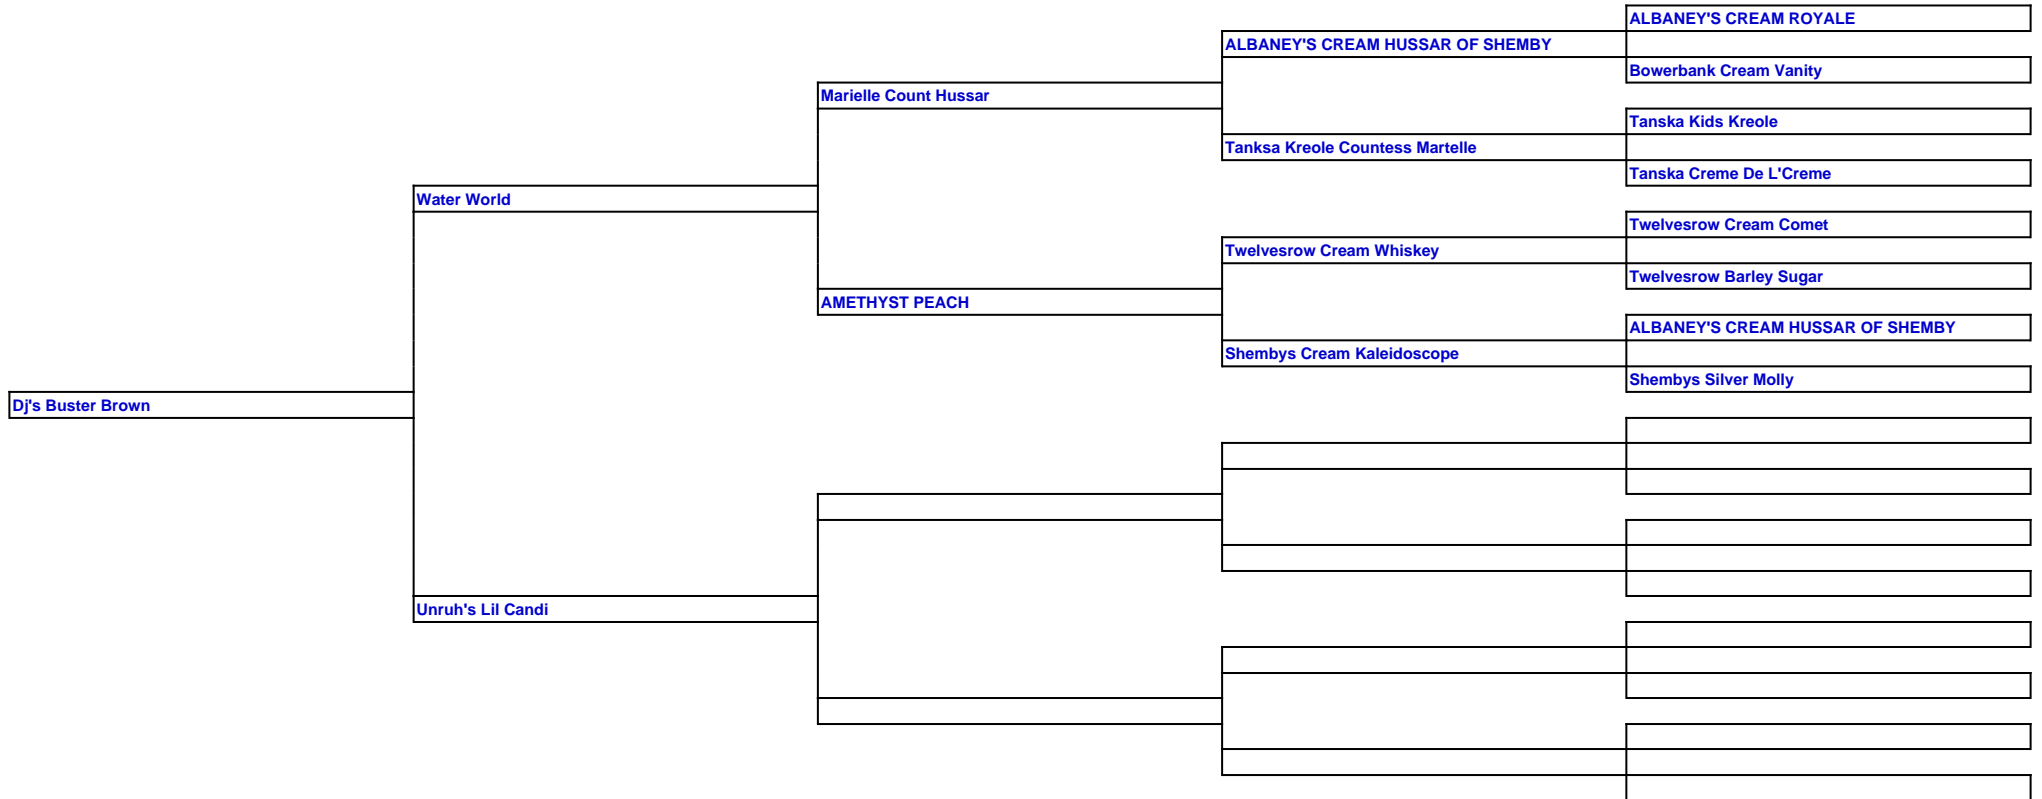 ALBANEY'S CREAM ROYALE
ALBANEY'S CREAM HUSSAR OF SHEMBY
Bowerbank Cream Vanity
Marielle Count Hussar
Tanska Kids Kreole
Tanksa Kreole Countess Martelle
Tanska Creme De L'Creme
Water World
Twelvesrow Cream Comet
Twelvesrow Cream Whiskey
Twelvesrow Barley Sugar
AMETHYST PEACH
ALBANEY'S CREAM HUSSAR OF SHEMBY
Shembys Cream Kaleidoscope
Shembys Silver Molly
Dj's Buster Brown
Unruh's Lil Candi